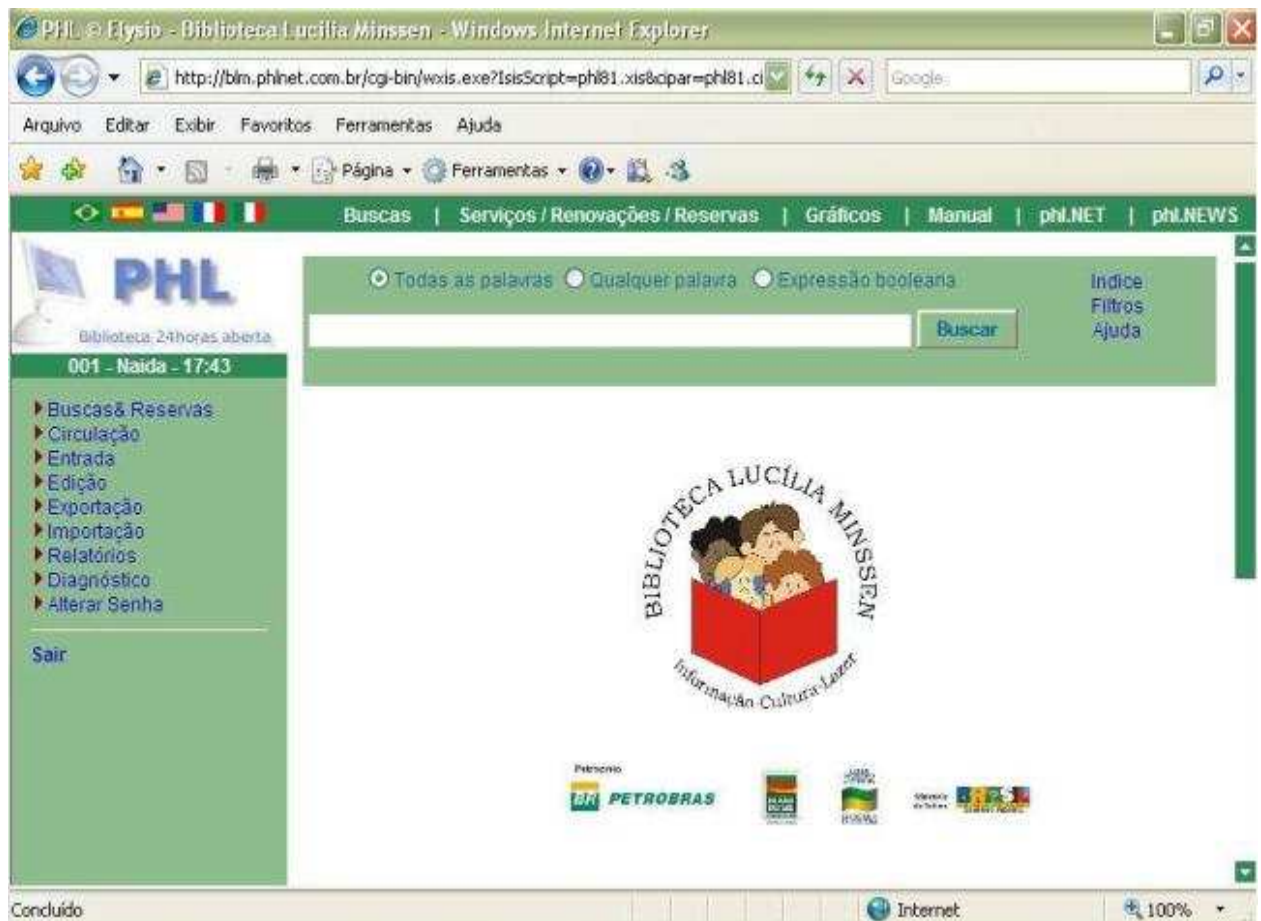 PHL © Elysio - Biblioteca Lucilia Minssen - Windows Internet Explorer
http://blm.phlnet.com.br/cgi-bin/wxis.exe?IsisScript=phl81.xis&cipar=phl81.ci
Google
Arquivo Editar Exibir Favoritos Ferramentas Ajuda
Página Ferramentas
Buscas | Serviços / Renovações / Reservas | Gráficos | Manual | phl.NET | phl.NEWS
PHL
Biblioteca 24horas aberta
001 - Naida - 17:43
Todas as palavras Qualquer palavra Expressão booleana
Buscar
Indice
Filtros
Ajuda
Buscas& Reservas
Circulação
Entrada
Edição
Exportação
Importação
Relatórios
Diagnóstico
Alterar Senha
Sair
BIBLIOTECA LUCÍLIA MINSSEN
Informação-Cultura-Lazer
BR PETROBRAS
Concluído
Internet
100%